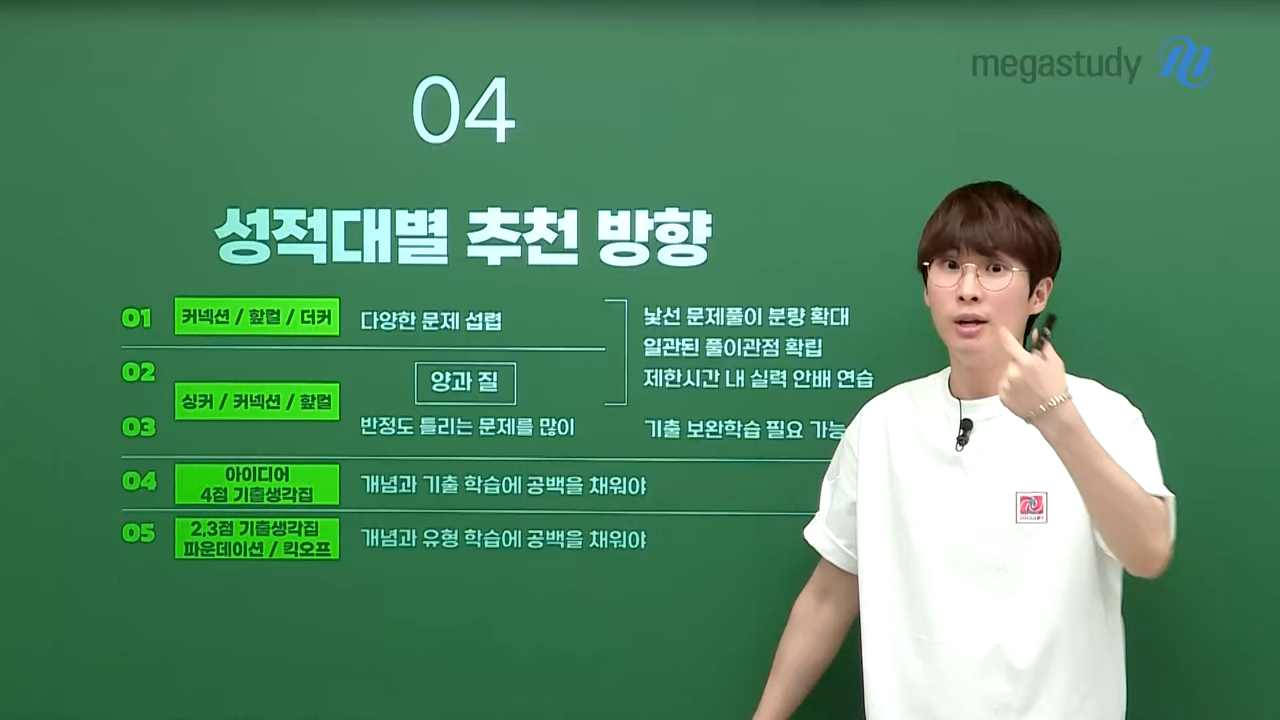 megastudy
04
성적대별 추천 방향
01 커넥션 / 핥컬 / 더커 다양한 문제 섭렵
낯선 문제풀이 분량 확대
일관된 풀이관점 확립
제한시간 내 실력 안배 연습
02
양과 질
싱커 / 커넥션 / 핥컬
03 반정도 틀리는 문제를 많이 기출 보완학습 필요 가능
04 아이디어
4점 기출생각집 개념과 기출 학습에 공백을 채워야
05 2,3점 기출생각집
파운데이션 / 킥오프 개념과 유형 학습에 공백을 채워야